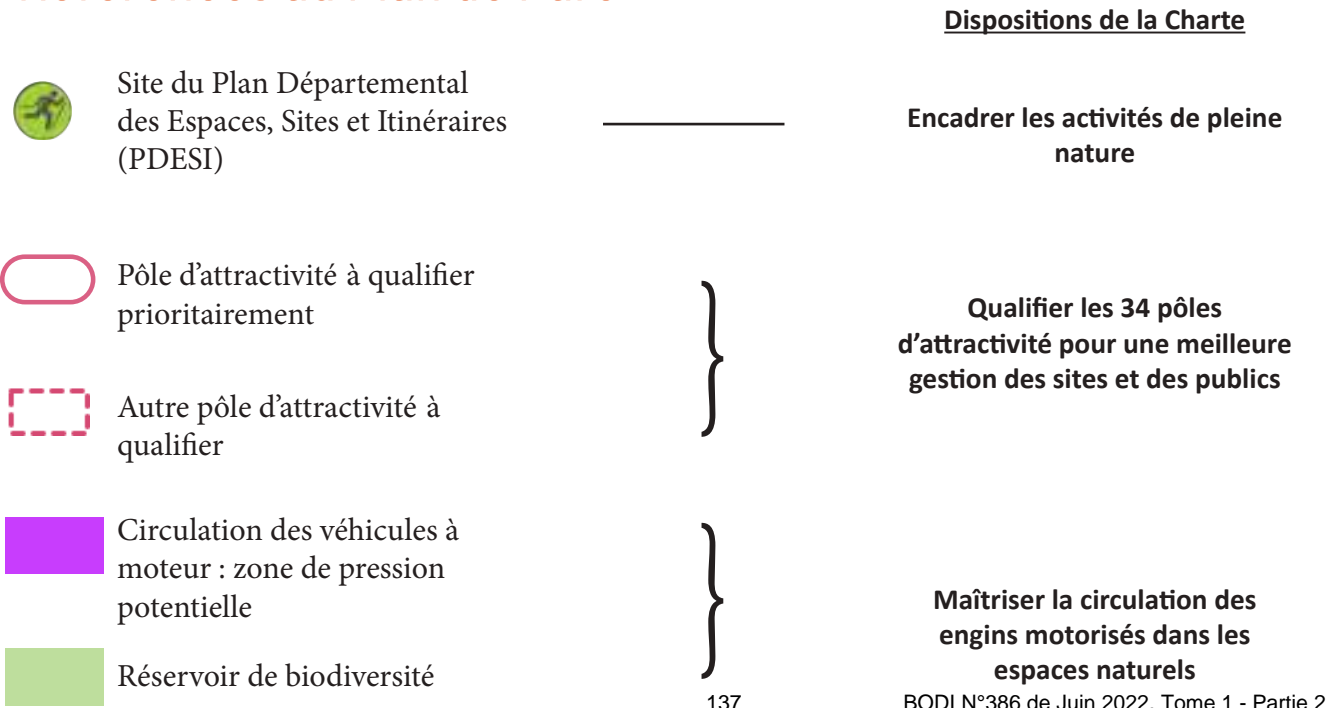 Dispositions de la Charte
Site du Plan Départemental
des Espaces, Sites et Itinéraires
(PDESI)
Encadrer les activités de pleine
nature
Pôle d'attractivité à qualifier
prioritairement
Autre pôle d'attractivité à
qualifier
Qualifier les 34 pôles
d'attractivité pour une meilleure
gestion des sites et des publics
Circulation des véhicules à
moteur : zone de pression
potentielle
Réservoir de biodiversité
Maîtriser la circulation des
engins motorisés dans les
espaces naturels
137
BODI N°386 de Juin 2022, Tome 1 - Partie 2